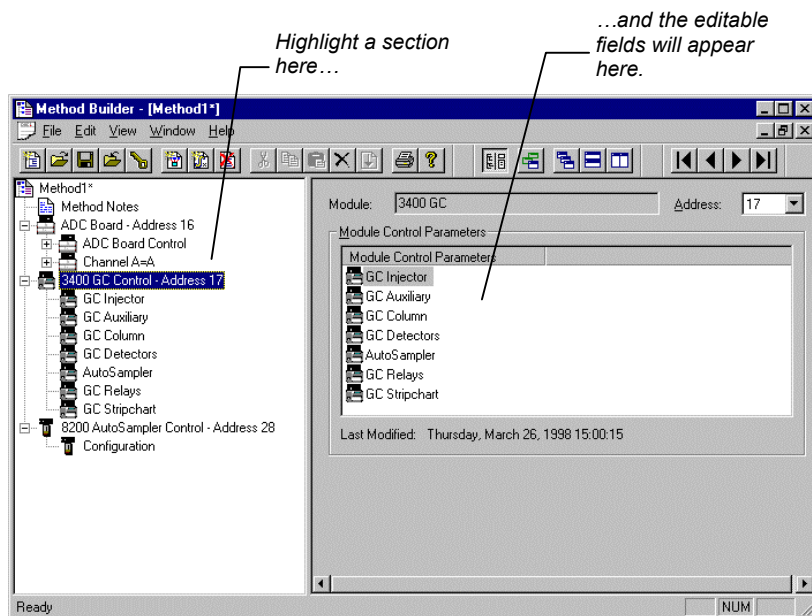 Highlight a section
here…
…and the editable
fields will appear
here.
Method Builder - [Method1*]
File Edit View Window Help
Method1*
Method Notes
ADC Board - Address 16
ADC Board Control
Channel A=A
3400 GC Control - Address 17
GC Injector
GC Auxiliary
GC Column
GC Detectors
AutoSampler
GC Relays
GC Stripchart
8200 AutoSampler Control - Address 28
Configuration
Module: 3400 GC Address: 17
Module Control Parameters
Module Control Parameters
GC Injector
GC Auxiliary
GC Column
GC Detectors
AutoSampler
GC Relays
GC Stripchart
Last Modified: Thursday, March 26, 1998 15:00:15
Ready NUM